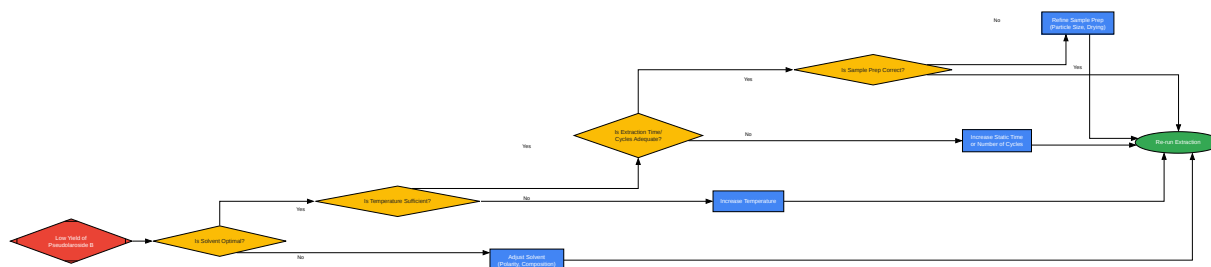 No
Refine Sample Prep
(Particle Size, Drying)
Is Sample Prep Correct?
Yes
Yes
Is Extraction Time/
Cycles Adequate?
No
Increase Static Time
or Number of Cycles
Re-run Extraction
Yes
Is Temperature Sufficient?
No
Increase Temperature
Yes
Low Yield of
Pseudelaroside B
Is Solvent Optimal?
No
Adjust Solvent
(Polarity, Composition)